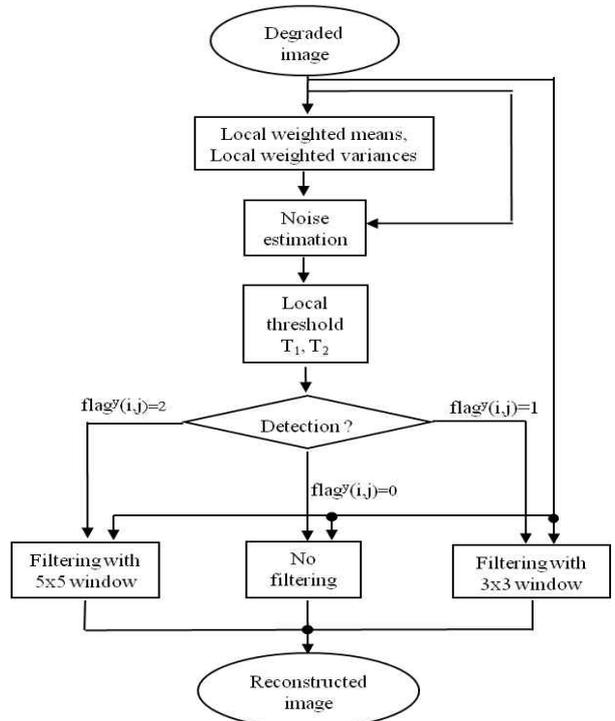 Degraded
image
Local weighted means,
Local weighted variances
Noise
estimation
Local
threshold
T₁, T₂
flagʸ(i,j)=2
Detection ?
flagʸ(i,j)=1
flagʸ(i,j)=0
Filtering with
5x5 window
No
filtering
Filtering with
3x3 window
Reconstructed
image